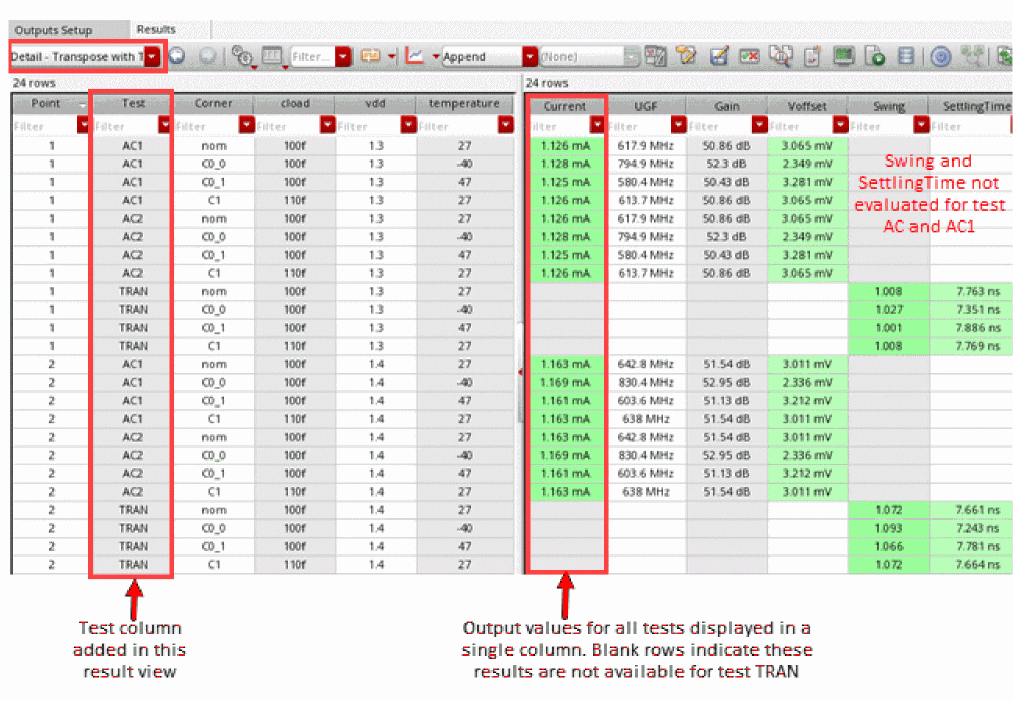 Outputs Setup Results
Detail - Transpose with T Filter... Append (None)
24 rows 24 rows
Point Test Corner cload vdd temperature Current UGF Gain Voffset Swing SettlingTime
Filter Filter Filter Filter Filter Filter Filter Filter Filter Filter Filter Filter
1 AC1 nom 100f 1.3 27 1.126 mA 617.9 MHz 50.86 dB 3.065 mV
1 AC1 C0_0 100f 1.3 -40 1.128 mA 794.9 MHz 52.3 dB 2.349 mV
1 AC1 C0_1 100f 1.3 47 1.125 mA 580.4 MHz 50.43 dB 3.281 mV
1 AC1 C1 110f 1.3 27 1.126 mA 613.7 MHz 50.86 dB 3.065 mV
1 AC2 nom 100f 1.3 27 1.126 mA 617.9 MHz 50.86 dB 3.065 mV
1 AC2 C0_0 100f 1.3 -40 1.128 mA 794.9 MHz 52.3 dB 2.349 mV
1 AC2 C0_1 100f 1.3 47 1.125 mA 580.4 MHz 50.43 dB 3.281 mV
1 AC2 C1 110f 1.3 27 1.126 mA 613.7 MHz 50.86 dB 3.065 mV
1 TRAN nom 100f 1.3 27 1.008 7.763 ns
1 TRAN C0_0 100f 1.3 -40 1.027 7.351 ns
1 TRAN C0_1 100f 1.3 47 1.001 7.886 ns
1 TRAN C1 110f 1.3 27 1.008 7.769 ns
2 AC1 nom 100f 1.4 27 1.163 mA 642.8 MHz 51.54 dB 3.011 mV
2 AC1 C0_0 100f 1.4 -40 1.169 mA 830.4 MHz 52.95 dB 2.336 mV
2 AC1 C0_1 100f 1.4 47 1.161 mA 603.6 MHz 51.13 dB 3.212 mV
2 AC1 C1 110f 1.4 27 1.163 mA 638 MHz 51.54 dB 3.011 mV
2 AC2 nom 100f 1.4 27 1.163 mA 642.8 MHz 51.54 dB 3.011 mV
2 AC2 C0_0 100f 1.4 -40 1.169 mA 830.4 MHz 52.95 dB 2.336 mV
2 AC2 C0_1 100f 1.4 47 1.161 mA 603.6 MHz 51.13 dB 3.212 mV
2 AC2 C1 110f 1.4 27 1.163 mA 638 MHz 51.54 dB 3.011 mV
2 TRAN nom 100f 1.4 27 1.072 7.661 ns
2 TRAN C0_0 100f 1.4 -40 1.093 7.243 ns
2 TRAN C0_1 100f 1.4 47 1.066 7.781 ns
2 TRAN C1 110f 1.4 27 1.072 7.664 ns
Swing and
SettlingTime not
evaluated for test
AC and AC1
Test column
added in this
result view
Output values for all tests displayed in a
single column. Blank rows indicate these
results are not available for test TRAN